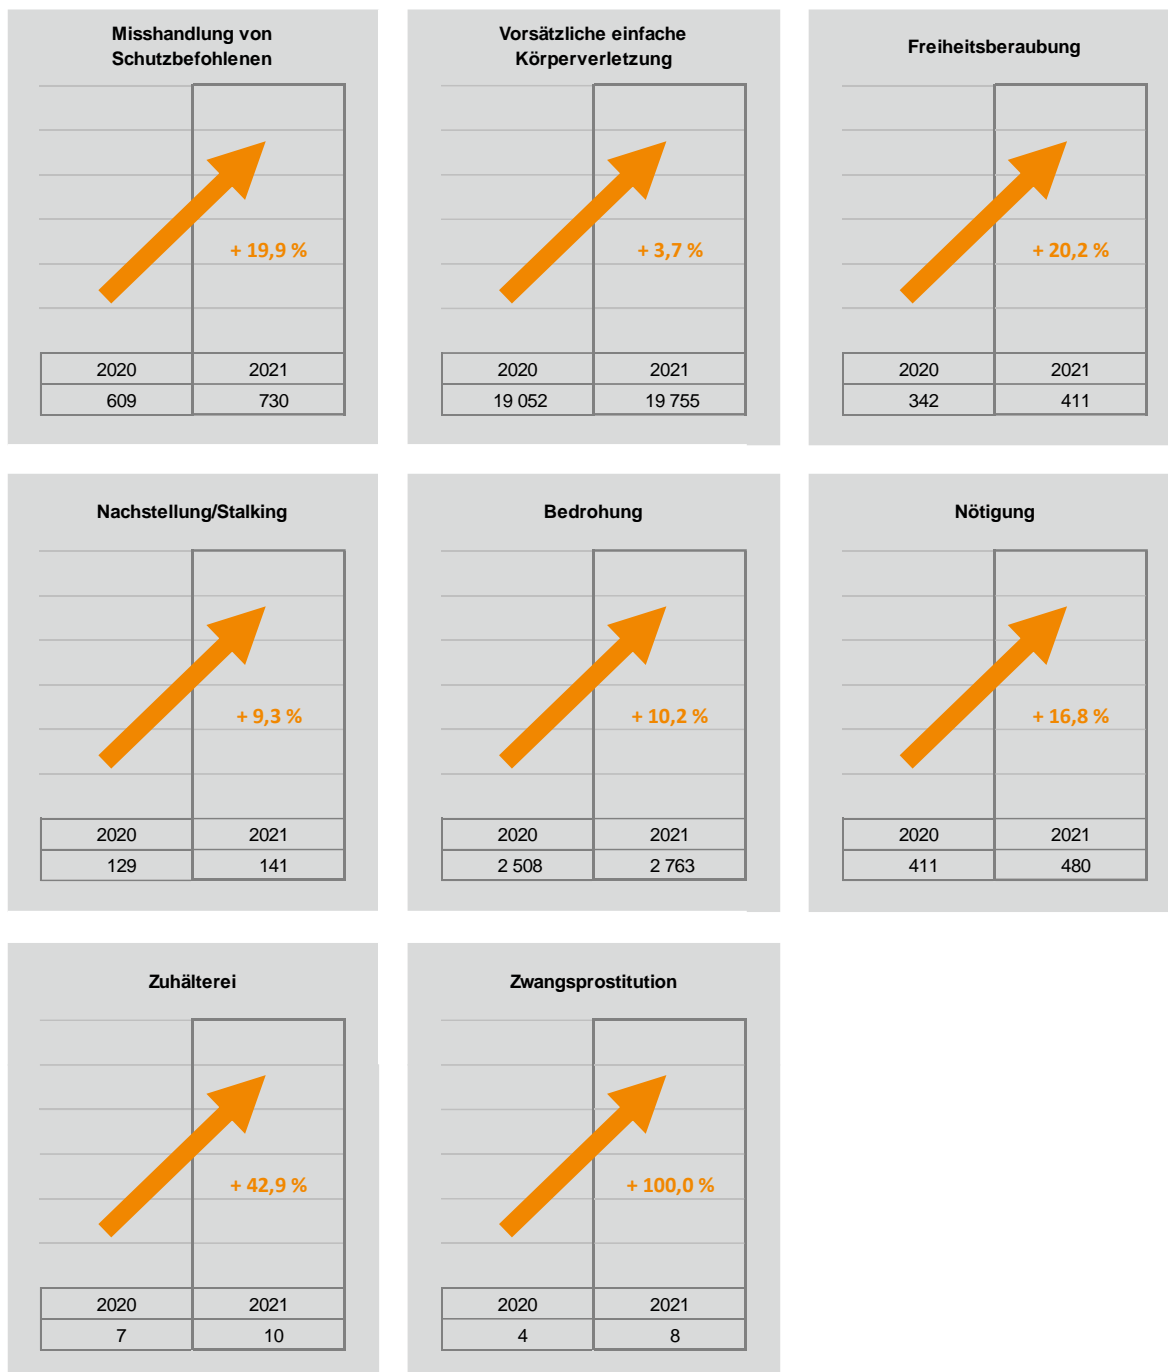 Misshandlung von
Schutzbefohlenen
+ 19,9 %
2020 2021
609 730
Vorsätzliche einfache
Körperverletzung
+ 3,7 %
2020 2021
19 052 19 755
Freiheitsberaubung
+ 20,2 %
2020 2021
342 411
Nachstellung/Stalking
+ 9,3 %
2020 2021
129 141
Bedrohung
+ 10,2 %
2020 2021
2 508 2 763
Nötigung
+ 16,8 %
2020 2021
411 480
Zuhälterei
+ 42,9 %
2020 2021
7 10
Zwangsprostitution
+ 100,0 %
2020 2021
4 8